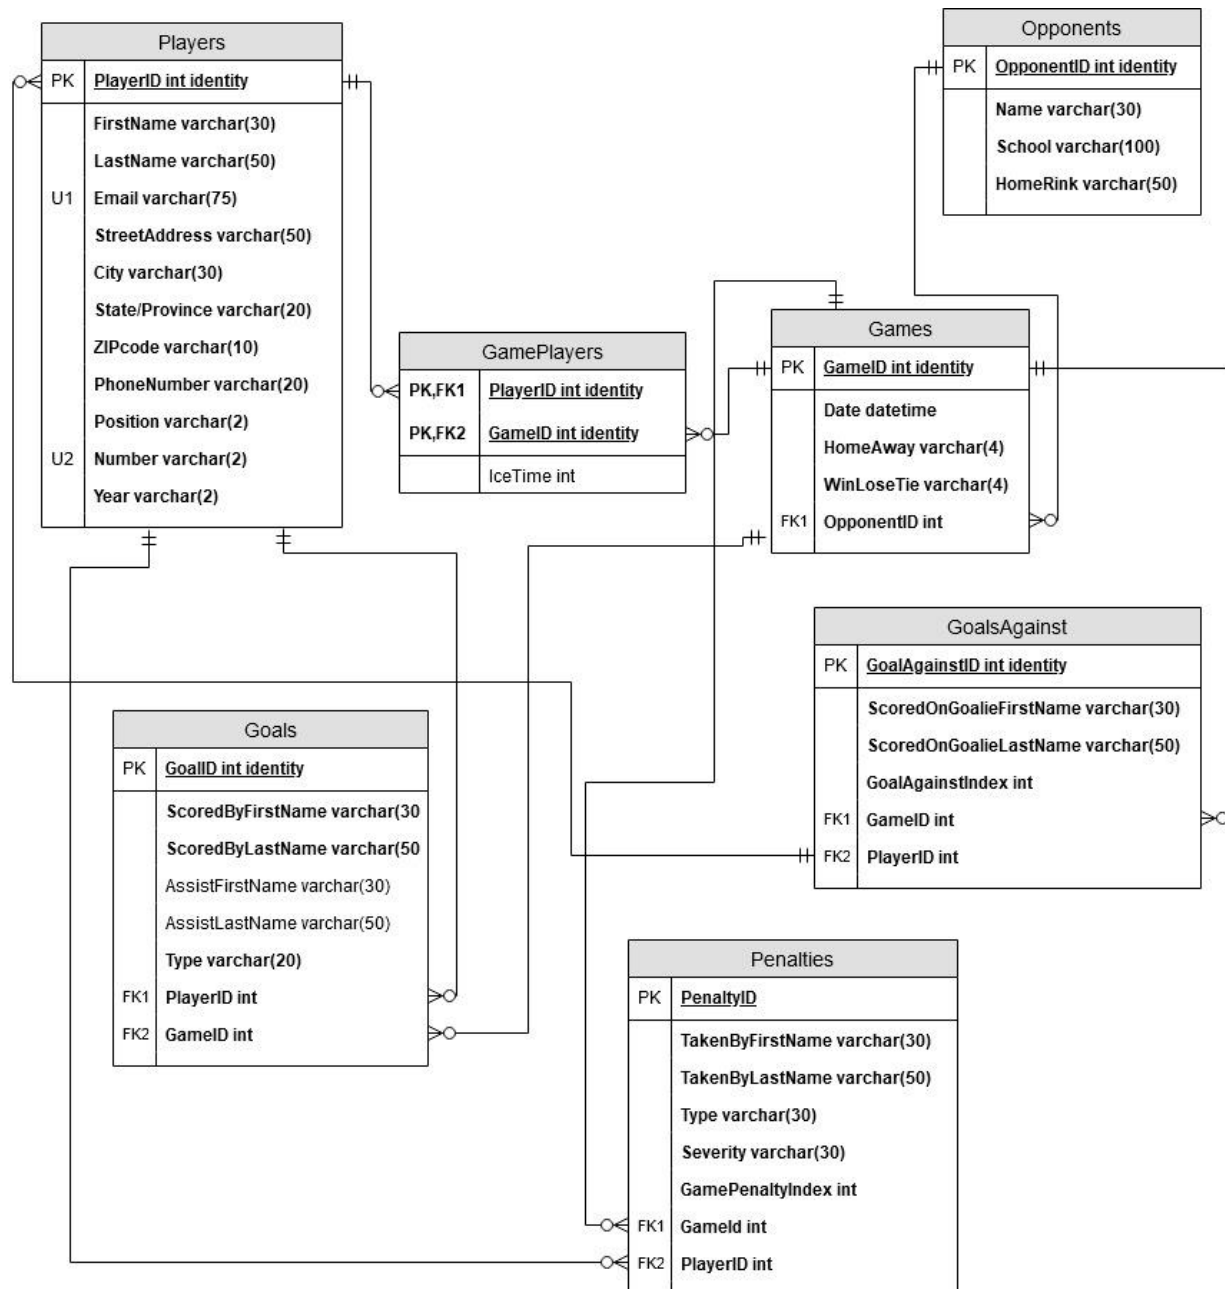 Players
PK PlayerID int identity
FirstName varchar(30)
LastName varchar(50)
U1 Email varchar(75)
StreetAddress varchar(50)
City varchar(30)
State/Province varchar(20)
ZIPcode varchar(10)
PhoneNumber varchar(20)
Position varchar(2)
U2 Number varchar(2)
Year varchar(2)
Opponents
PK OpponentID int identity
Name varchar(30)
School varchar(100)
HomeRink varchar(50)
GamePlayers
PK,FK1 PlayerID int identity
PK,FK2 GameID int identity
IceTime int
Games
PK GameID int identity
Date datetime
HomeAway varchar(4)
WinLoseTie varchar(4)
FK1 OpponentID int
GoalsAgainst
PK GoalAgainstID int identity
ScoredOnGoalieFirstName varchar(30)
ScoredOnGoalieLastName varchar(50)
GoalAgainstIndex int
FK1 GameID int
FK2 PlayerID int
Goals
PK GoalID int identity
ScoredByFirstName varchar(30
ScoredByLastName varchar(50
AssistFirstName varchar(30)
AssistLastName varchar(50)
Type varchar(20)
FK1 PlayerID int
FK2 GameID int
Penalties
PK PenaltyID
TakenByFirstName varchar(30)
TakenByLastName varchar(50)
Type varchar(30)
Severity varchar(30)
GamePenaltyIndex int
FK1 GameId int
FK2 PlayerID int